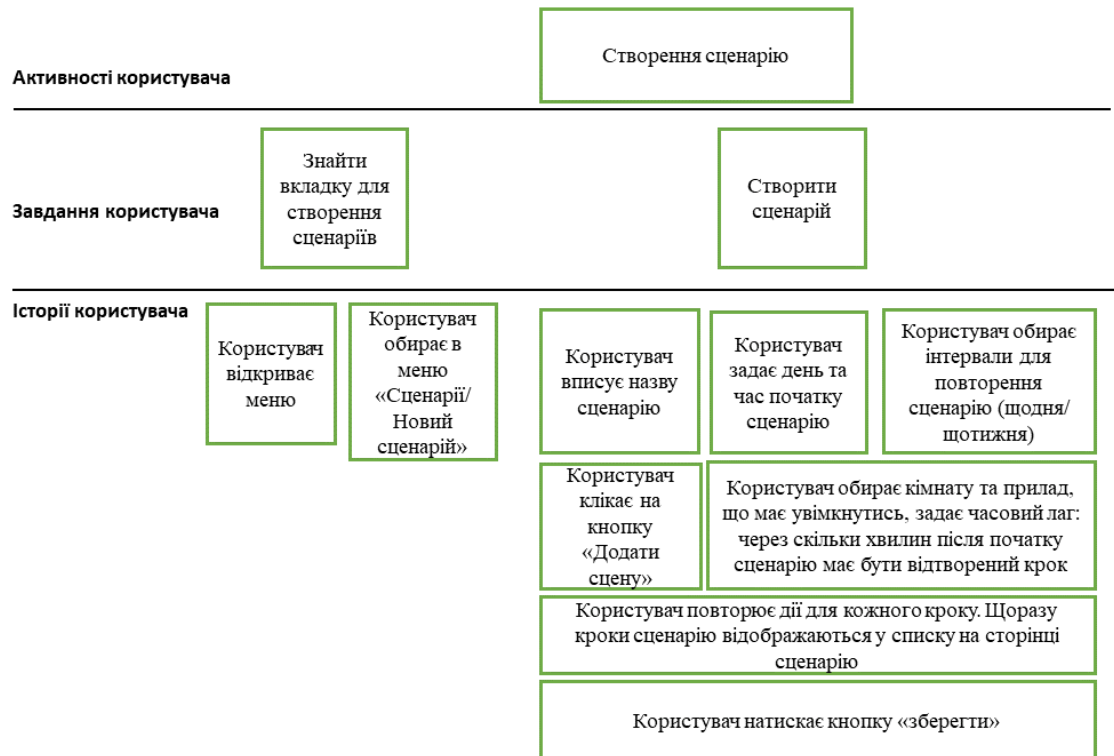 Створення сценарію
Активності користувача
Знайти
вкладку для
створення
сценаріїв
Створити
сценарій
Завдання користувача
Історії користувача
Користувач
відкриває
меню
Користувач
обирає в
меню
«Сценарії/
Новий
сценарій»
Користувач
вписує назву
сценарію
Користувач
задає день та
час початку
сценарію
Користувач обирає
інтервали для
повторення
сценарію (щодня/
щотижня)
Користувач
клікає на
кнопку
«Додати
сцену»
Користувач обирає кімнату та прилад,
що має увімкнутись, задає часовий лаг:
через скільки хвилин після початку
сценарію має бути відтворений крок
Користувач повторює дії для кожного кроку. Щоразу
кроки сценарію відображаються у списку на сторінці
сценарію
Користувач натискає кнопку «зберегти»